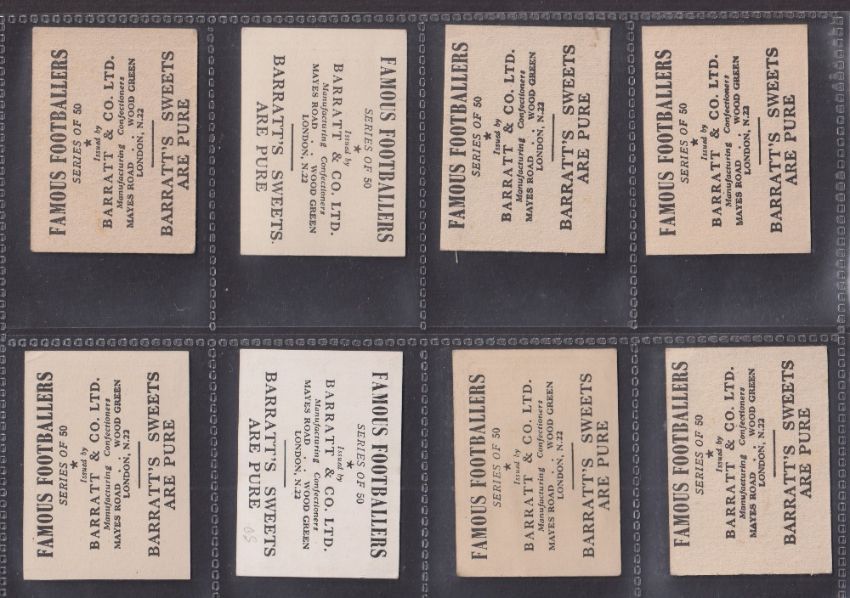 FAMOUS FOOTBALLERS
SERIES OF 50
★
Issued by
BARRATT & CO. LTD.
Manufacturing Confectioners
MAYES ROAD . WOOD GREEN
LONDON, N.22
BARRATT'S SWEETS
ARE PURE
FAMOUS FOOTBALLERS
SERIES OF 50
★
Issued by
BARRATT & CO. LTD.
Manufacturing Confectioners
MAYES ROAD . . WOOD GREEN
LONDON, N.22
BARRATT'S SWEETS.
ARE PURE
FAMOUS FOOTBALLERS
SERIES OF 50
★
Issued by
BARRATT & CO. LTD.
Manufacturing Confectioners
MAYES ROAD . . WOOD GREEN
LONDON, N.22
BARRATT'S SWEETS
ARE PURE
FAMOUS FOOTBALLERS
SERIES OF 50
★
Issued by
BARRATT & CO. LTD.
Manufacturing Confectioners
MAYES ROAD . WOOD GREEN
LONDON, N.22
BARRATT'S SWEETS
ARE PURE
FAMOUS FOOTBALLERS
SERIES OF 50
★
Issued by
BARRATT & CO. LTD.
Manufacturing Confectioners
MAYES ROAD . WOOD GREEN
LONDON, N.22
BARRATT'S SWEETS
ARE PURE
FAMOUS FOOTBALLERS
SERIES OF 50
★
Issued by
BARRATT & CO. LTD.
Manufacturing Confectioners
MAYES ROAD . WOOD GREEN
LONDON, N.22
BARRATT'S SWEETS
ARE PURE
FAMOUS FOOTBALLERS
SERIES OF 50
★
Issued by
BARRATT & CO. LTD.
Manufacturing Confectioners
MAYES ROAD . WOOD GREEN
LONDON, N.22
BARRATT'S SWEETS
ARE PURE
FAMOUS FOOTBALLERS
SERIES OF 50
★
Issued by
BARRATT & CO. LTD.
Manufacturing Confectioners
MAYES ROAD . WOOD GREEN
LONDON, N.22
BARRATT'S SWEETS
ARE PURE